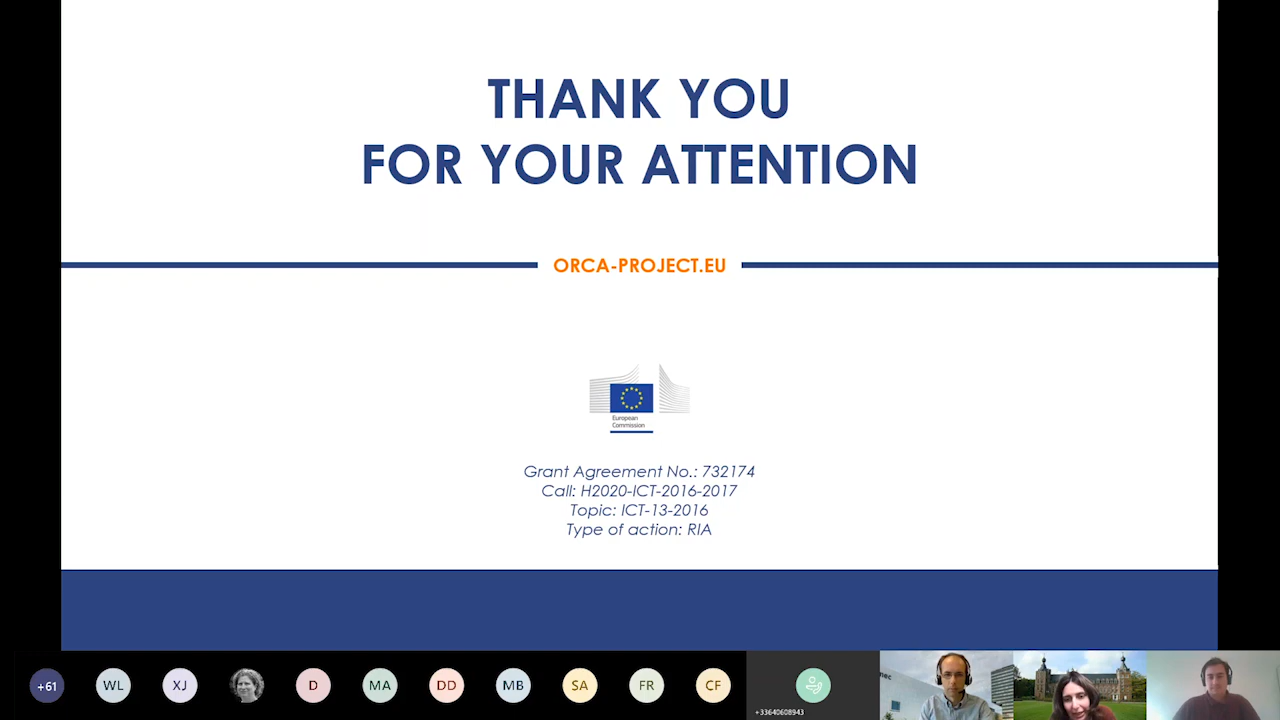 THANK YOU
FOR YOUR ATTENTION
ORCA-PROJECT.EU
European
Commission
Grant Agreement No.: 732174
Call: H2020-ICT-2016-2017
Topic: ICT-13-2016
Type of action: RIA
+61
WL
XJ
D
MA
DD
MB
SA
FR
CF
+33640608943